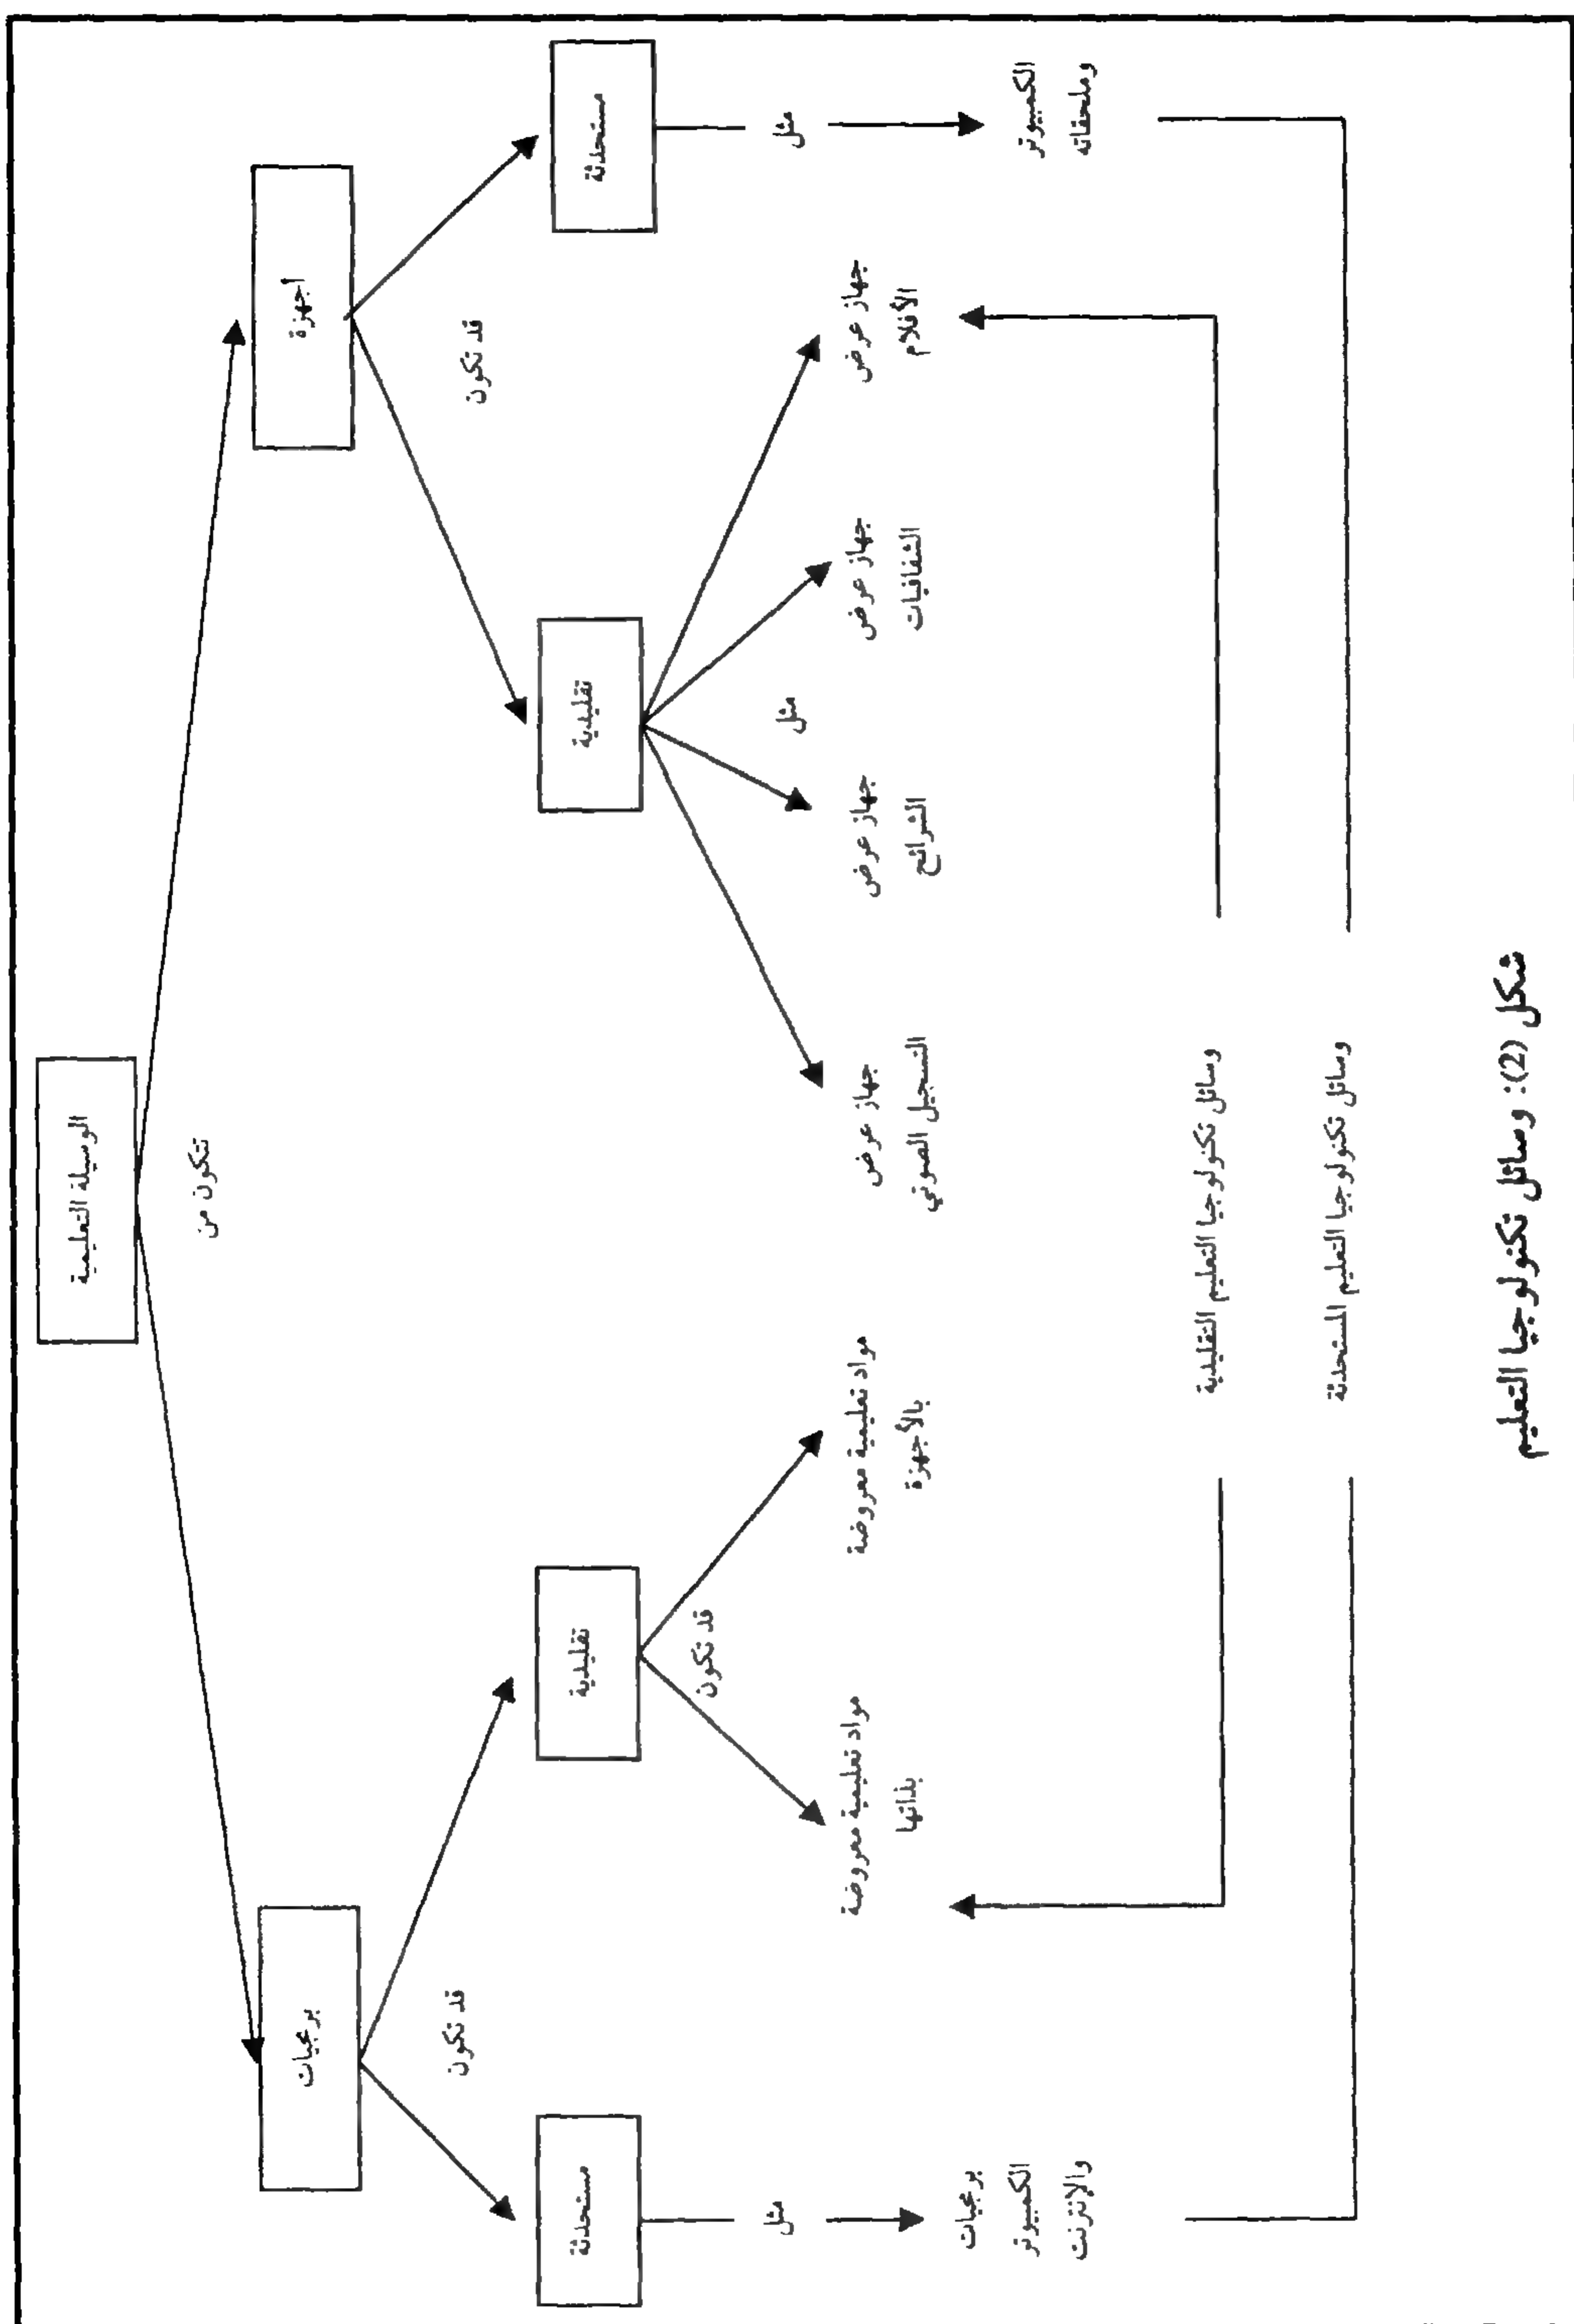 الوسيلة التعليمية
تتكون من
أجهزة
برمجيات
قد تكون
قد تكون
مستحدثة
تقليدية
تقليدية
مستحدثة
مثل
مثل
قد تكون
مثل
جهاز عرض
الأفلام
جهاز عرض
الشفافيات
جهاز عرض
الشرائح
جهاز عرض
التسجيل الصوتي
مواد تعليمية معروضة
بالأجهزة
مواد تعليمية معروضة
بذاتها
الكمبيوتر
وملحقاته
برمجيات
الكمبيوتر
والإنترنت
وسائل تكنولوجيا التعليم التقليدية
وسائل تكنولوجيا التعليم المستحدثة
شكل (2): وسائل تكنولوجيا التعليم